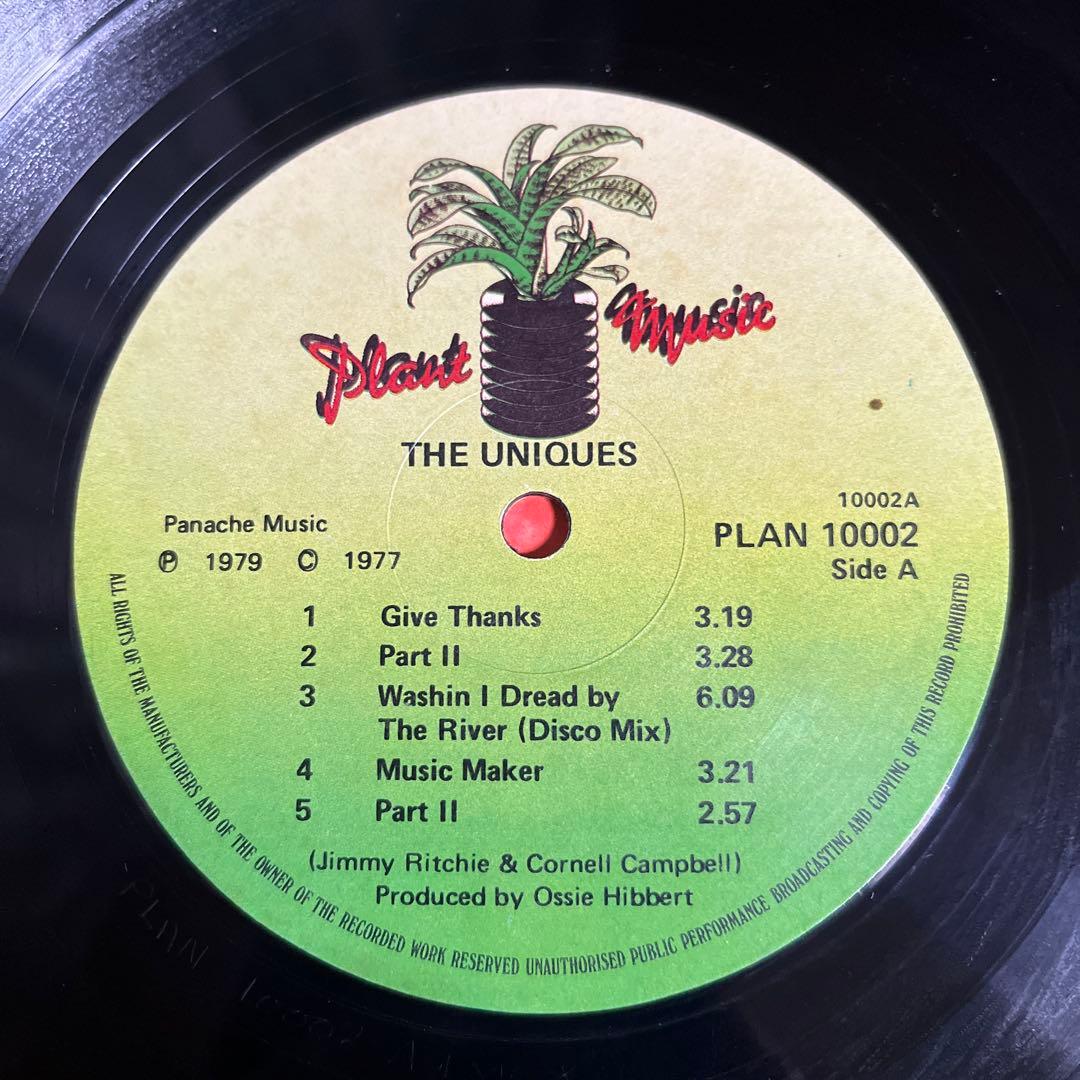 Plant Music
THE UNIQUES
10002A
Panache Music
PLAN 10002
Ⓟ 1979 © 1977
Side A
1 Give Thanks 3.19
2 Part II 3.28
3 Washin I Dread by 6.09
The River (Disco Mix)
4 Music Maker 3.21
5 Part II 2.57
(Jimmy Ritchie & Cornell Campbell)
Produced by Ossie Hibbert
ALL RIGHTS OF THE MANUFACTURERS AND OF THE OWNER OF THE RECORDED WORK RESERVED UNAUTHORISED PUBLIC PERFORMANCE BROADCASTING AND COPYING OF THIS RECORD PROHIBITED
PLAN